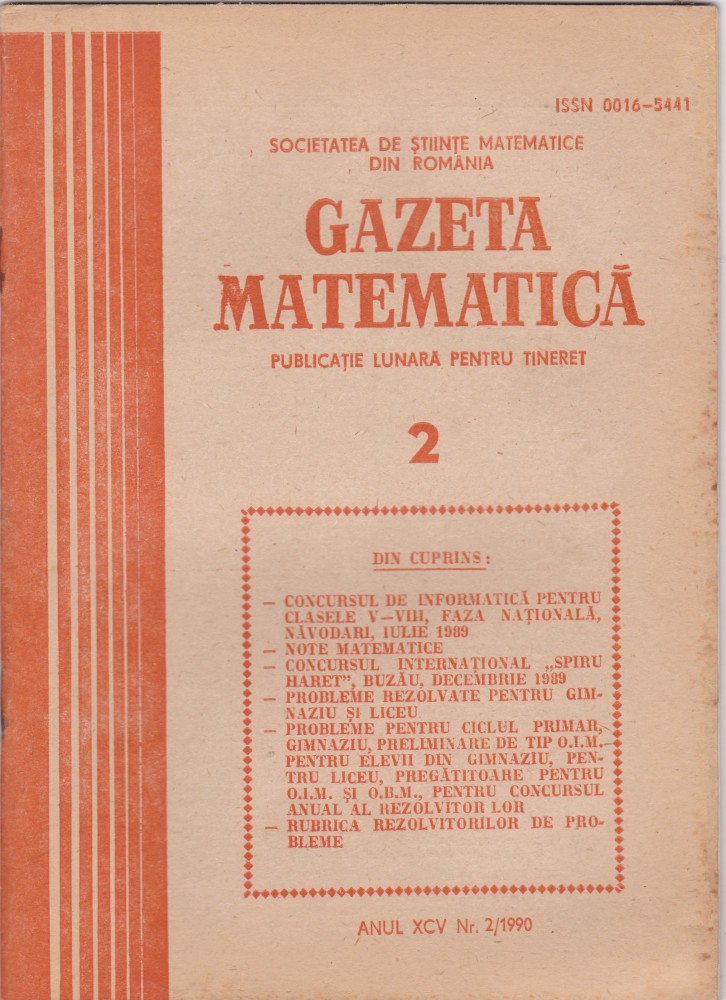 ISSN 0016-5441
SOCIETATEA DE ȘTIINȚE MATEMATICE
DIN ROMÂNIA
GAZETA
MATEMATICĂ
PUBLICAȚIE LUNARĂ PENTRU TINERET
2
DIN CUPRINS:
— CONCURSUL DE INFORMATICĂ PENTRU
CLASELE V—VIII, FAZA NAȚIONALĂ,
NĂVODARI, IULIE 1989
— NOTE MATEMATICE
— CONCURSUL INTERNAȚIONAL „SPIRU
HARET”, BUZĂU, DECEMBRIE 1989
— PROBLEME REZOLVATE PENTRU GIM-
NAZIU ȘI LICEU
— PROBLEME PENTRU CICLUL PRIMAR,
GIMNAZIU, PRELIMINARE DE TIP O.I.M.
PENTRU ELEVII DIN GIMNAZIU, PEN-
TRU LICEU, PREGĂTITOARE PENTRU
O.I.M. ȘI O.B.M., PENTRU CONCURSUL
ANUAL AL REZOLVITOR LOR
— RUBRICA REZOLVITORILOR DE PRO-
BLEME
ANUL XCV Nr. 2/1990